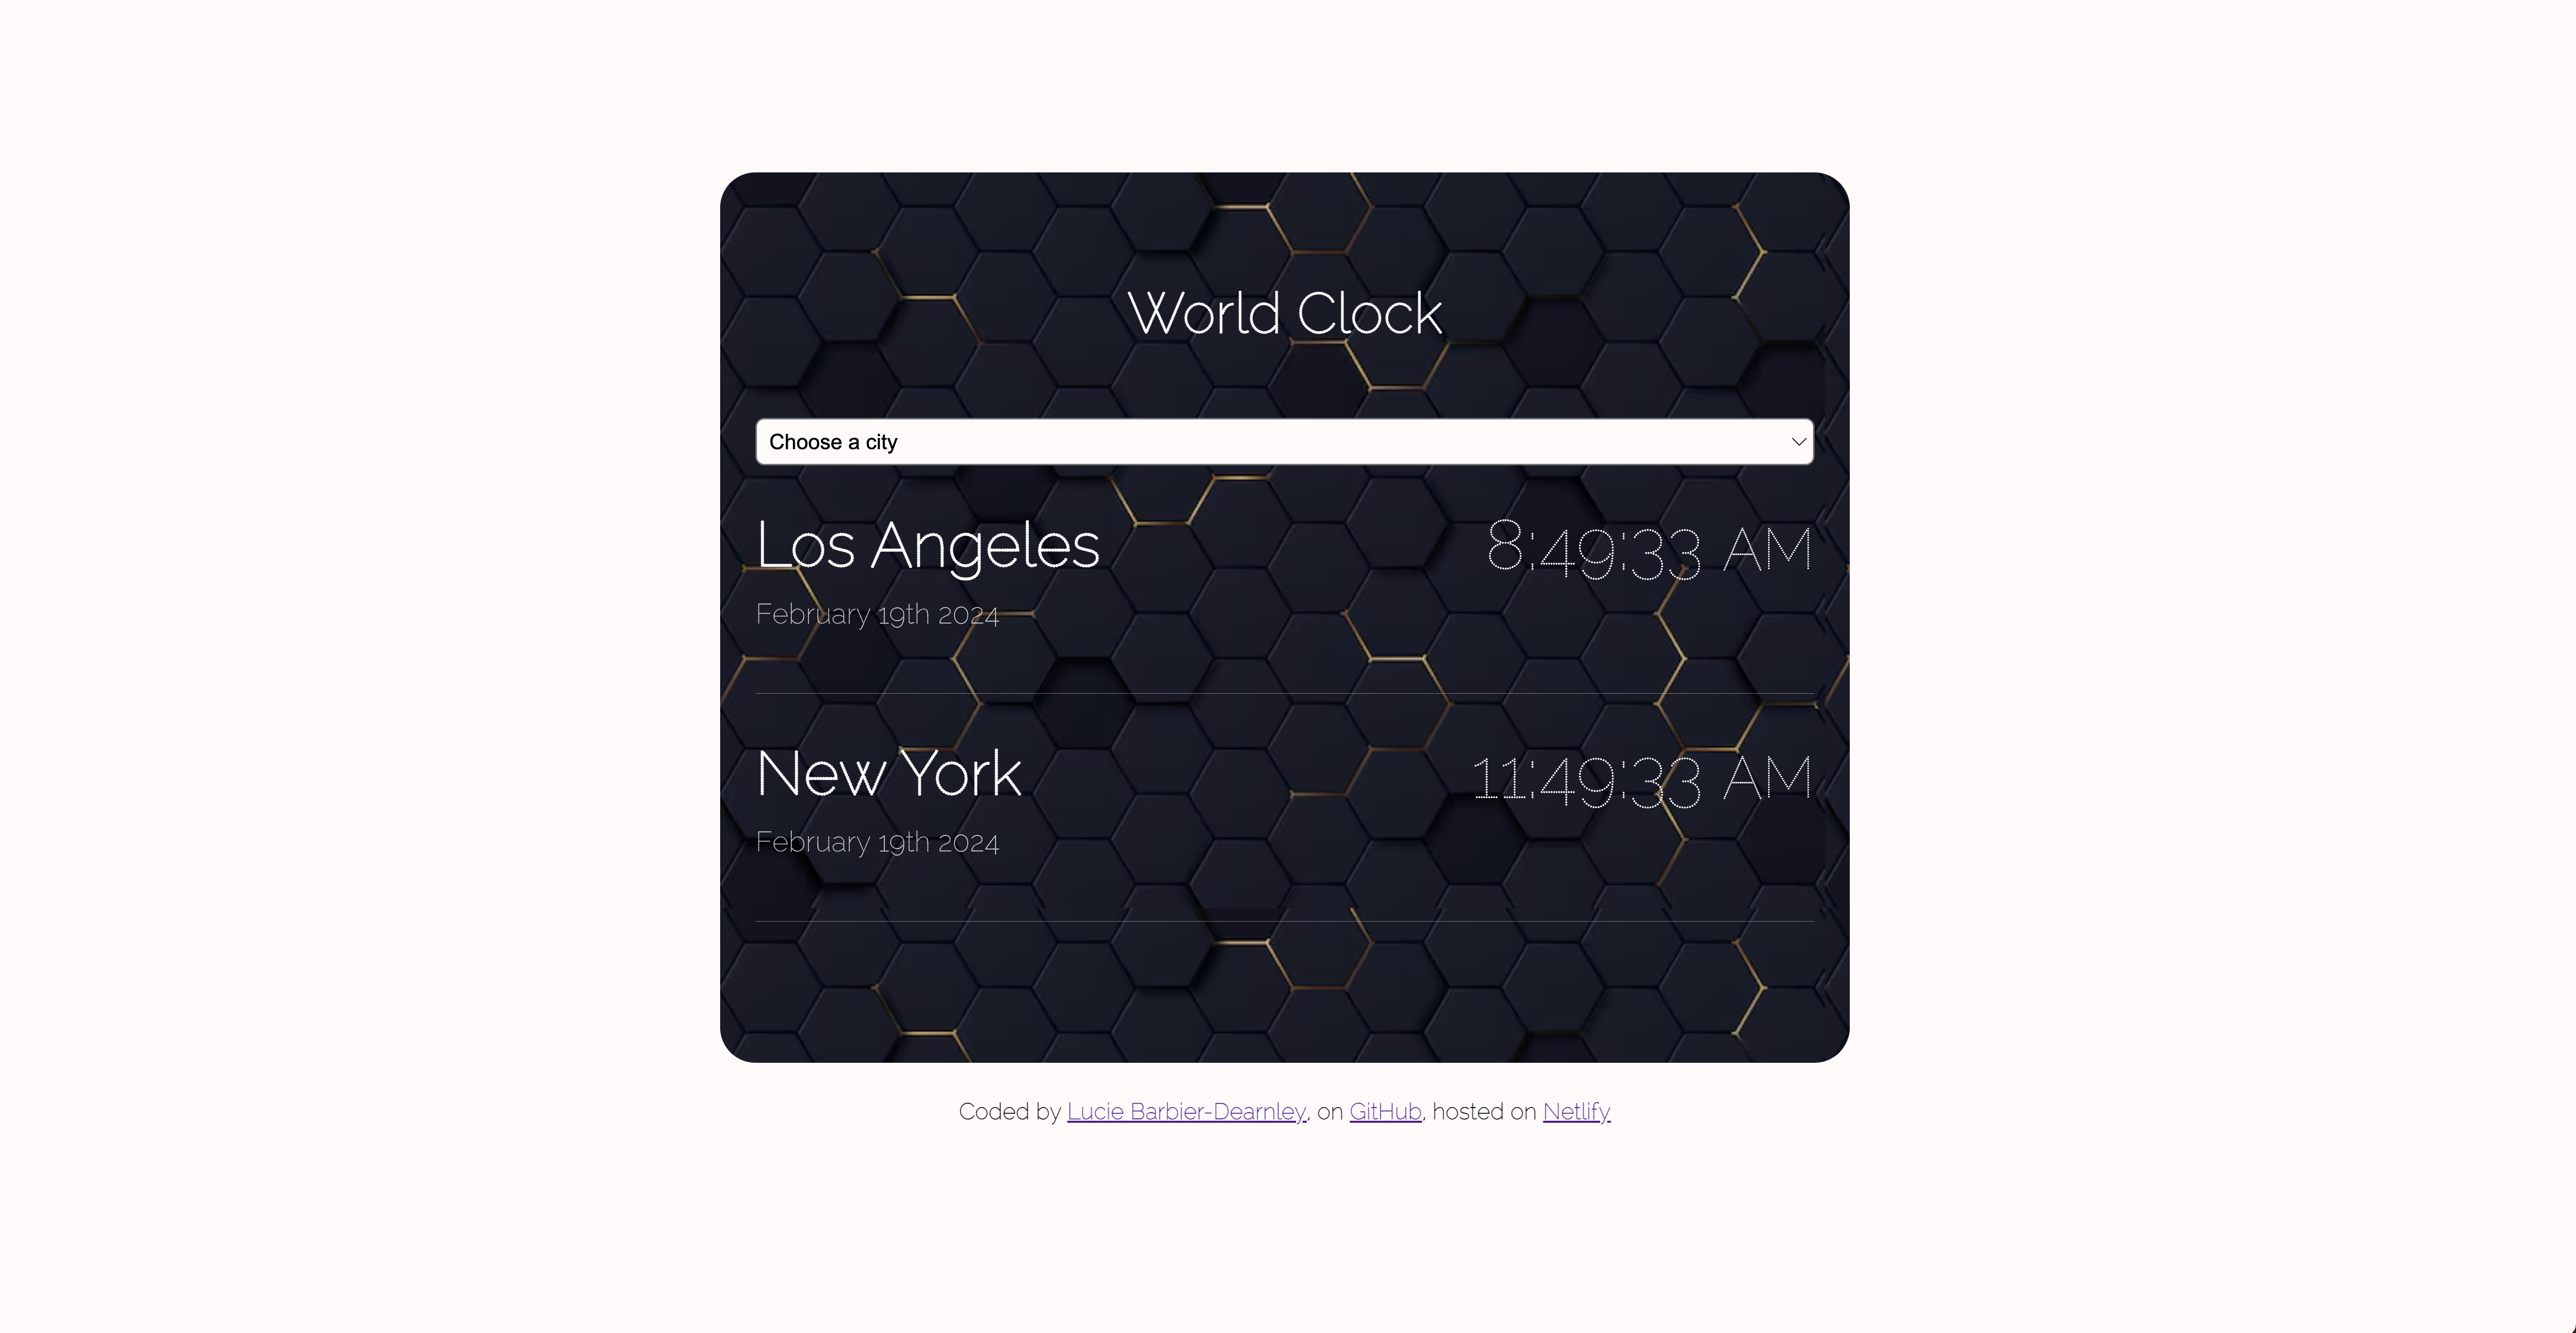 World Clock
Choose a city
Los Angeles 8:49:33 AM
February 19th 2024
New York 11:49:33 AM
February 19th 2024
Coded by Lucie Barbier-Dearnley, on GitHub, hosted on Netlify